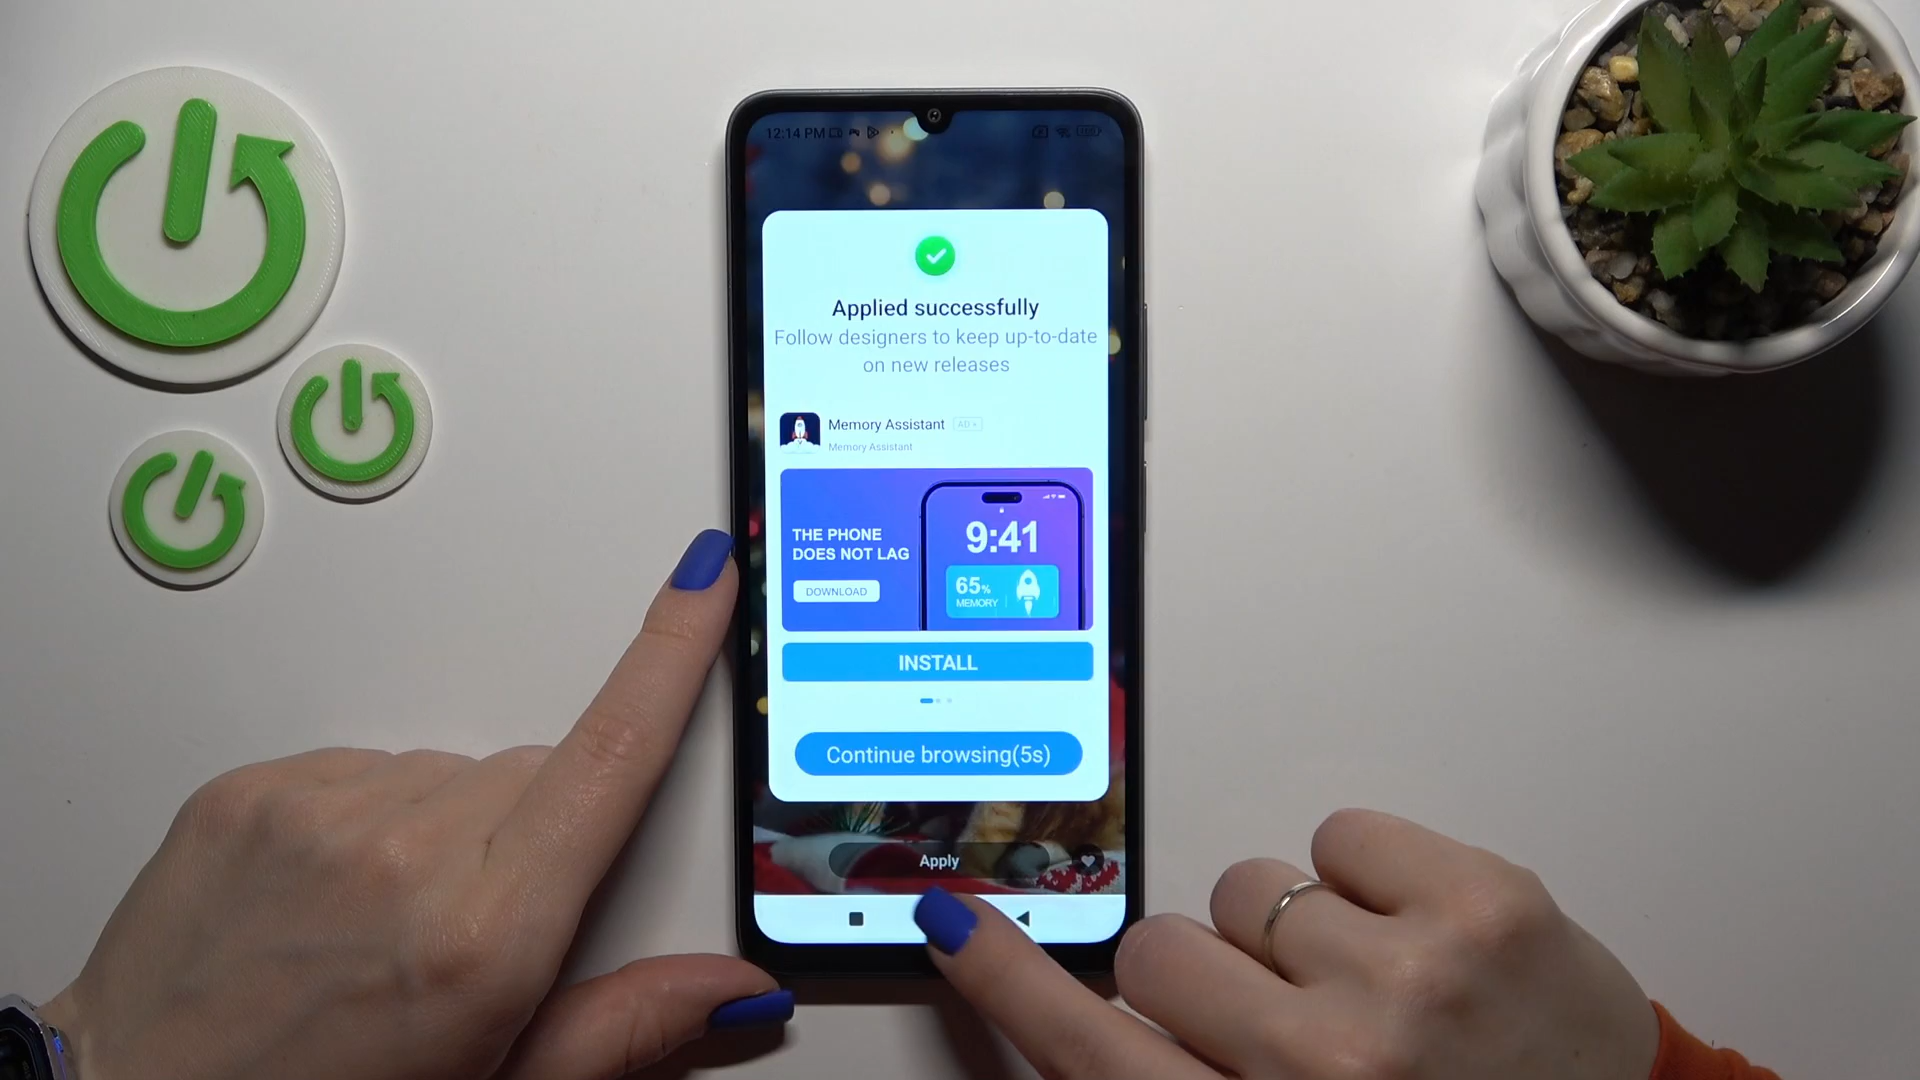 12:14 PM
Applied successfully
Follow designers to keep up-to-date
on new releases
Memory Assistant AD
Memory Assistant
THE PHONE
DOES NOT LAG
DOWNLOAD
9:41
65%
MEMORY
INSTALL
Continue browsing(5s)
Apply